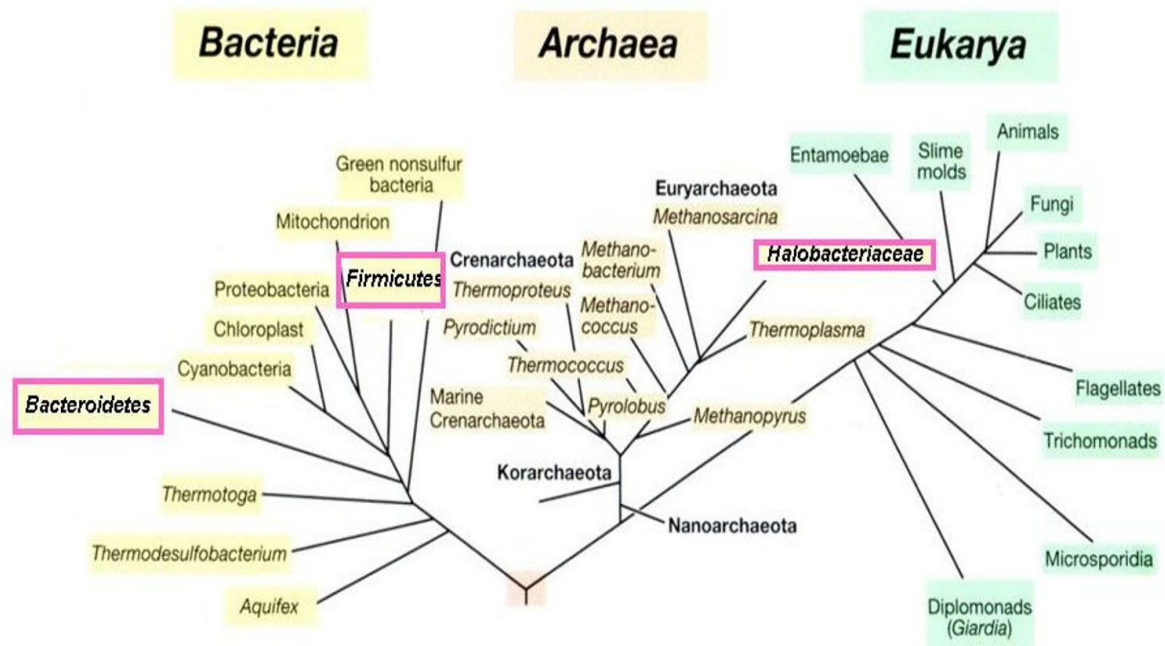 Bacteria
Archaea
Eukarya
Green nonsulfur
bacteria
Mitochondrion
Firmicutes
Proteobacteria
Chloroplast
Cyanobacteria
Bacteroidetes
Thermotoga
Thermodesulfobacterium
Aquifex
Crenarchaeota
Thermoproteus
Pyrodictium
Thermococcus
Marine
Crenarchaeota
Pyrolobus
Korarchaeota
Nanoarchaeota
Euryarchaeota
Methanosarcina
Methano-
bacterium
Methano-
coccus
Halobacteriaceae
Thermoplasma
Methanopyrus
Entamoebae
Slime
molds
Animals
Fungi
Plants
Ciliates
Flagellates
Trichomonads
Microsporidia
Diplomonads
(Giardia)